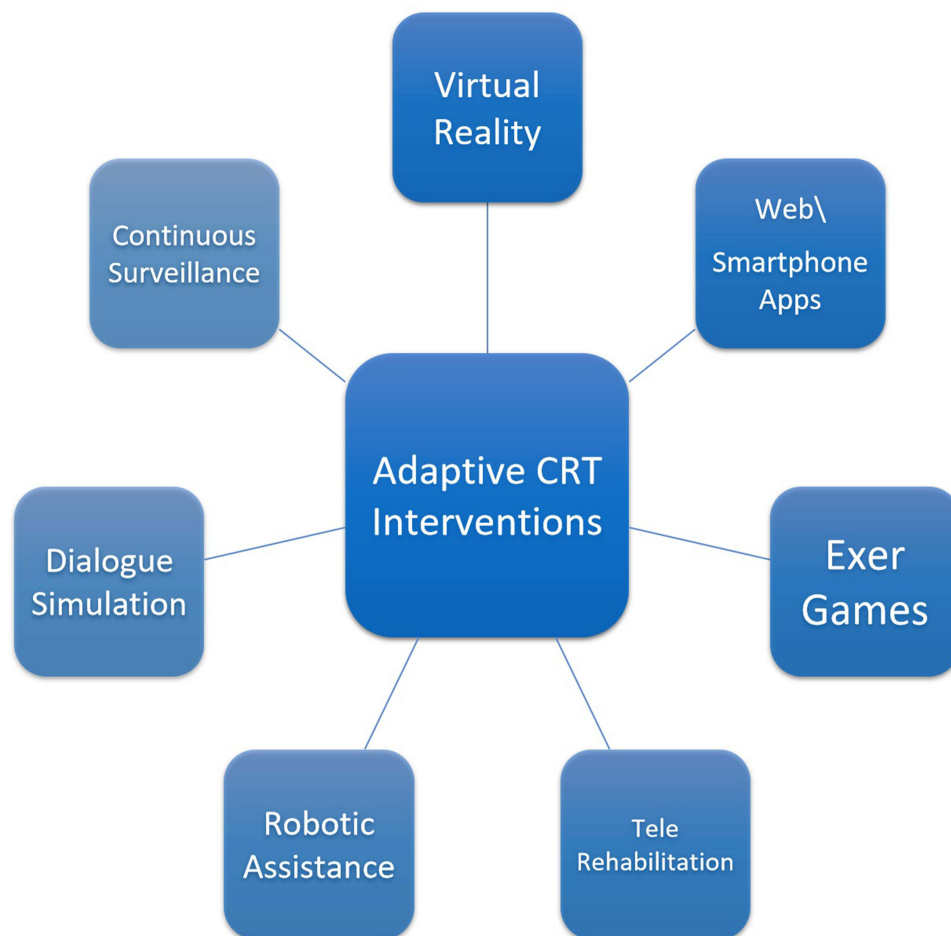 Virtual
Reality
Web\
Smartphone
Apps
Exer
Games
Tele
Rehabilitation
Robotic
Assistance
Dialogue
Simulation
Continuous
Surveillance
Adaptive CRT
Interventions